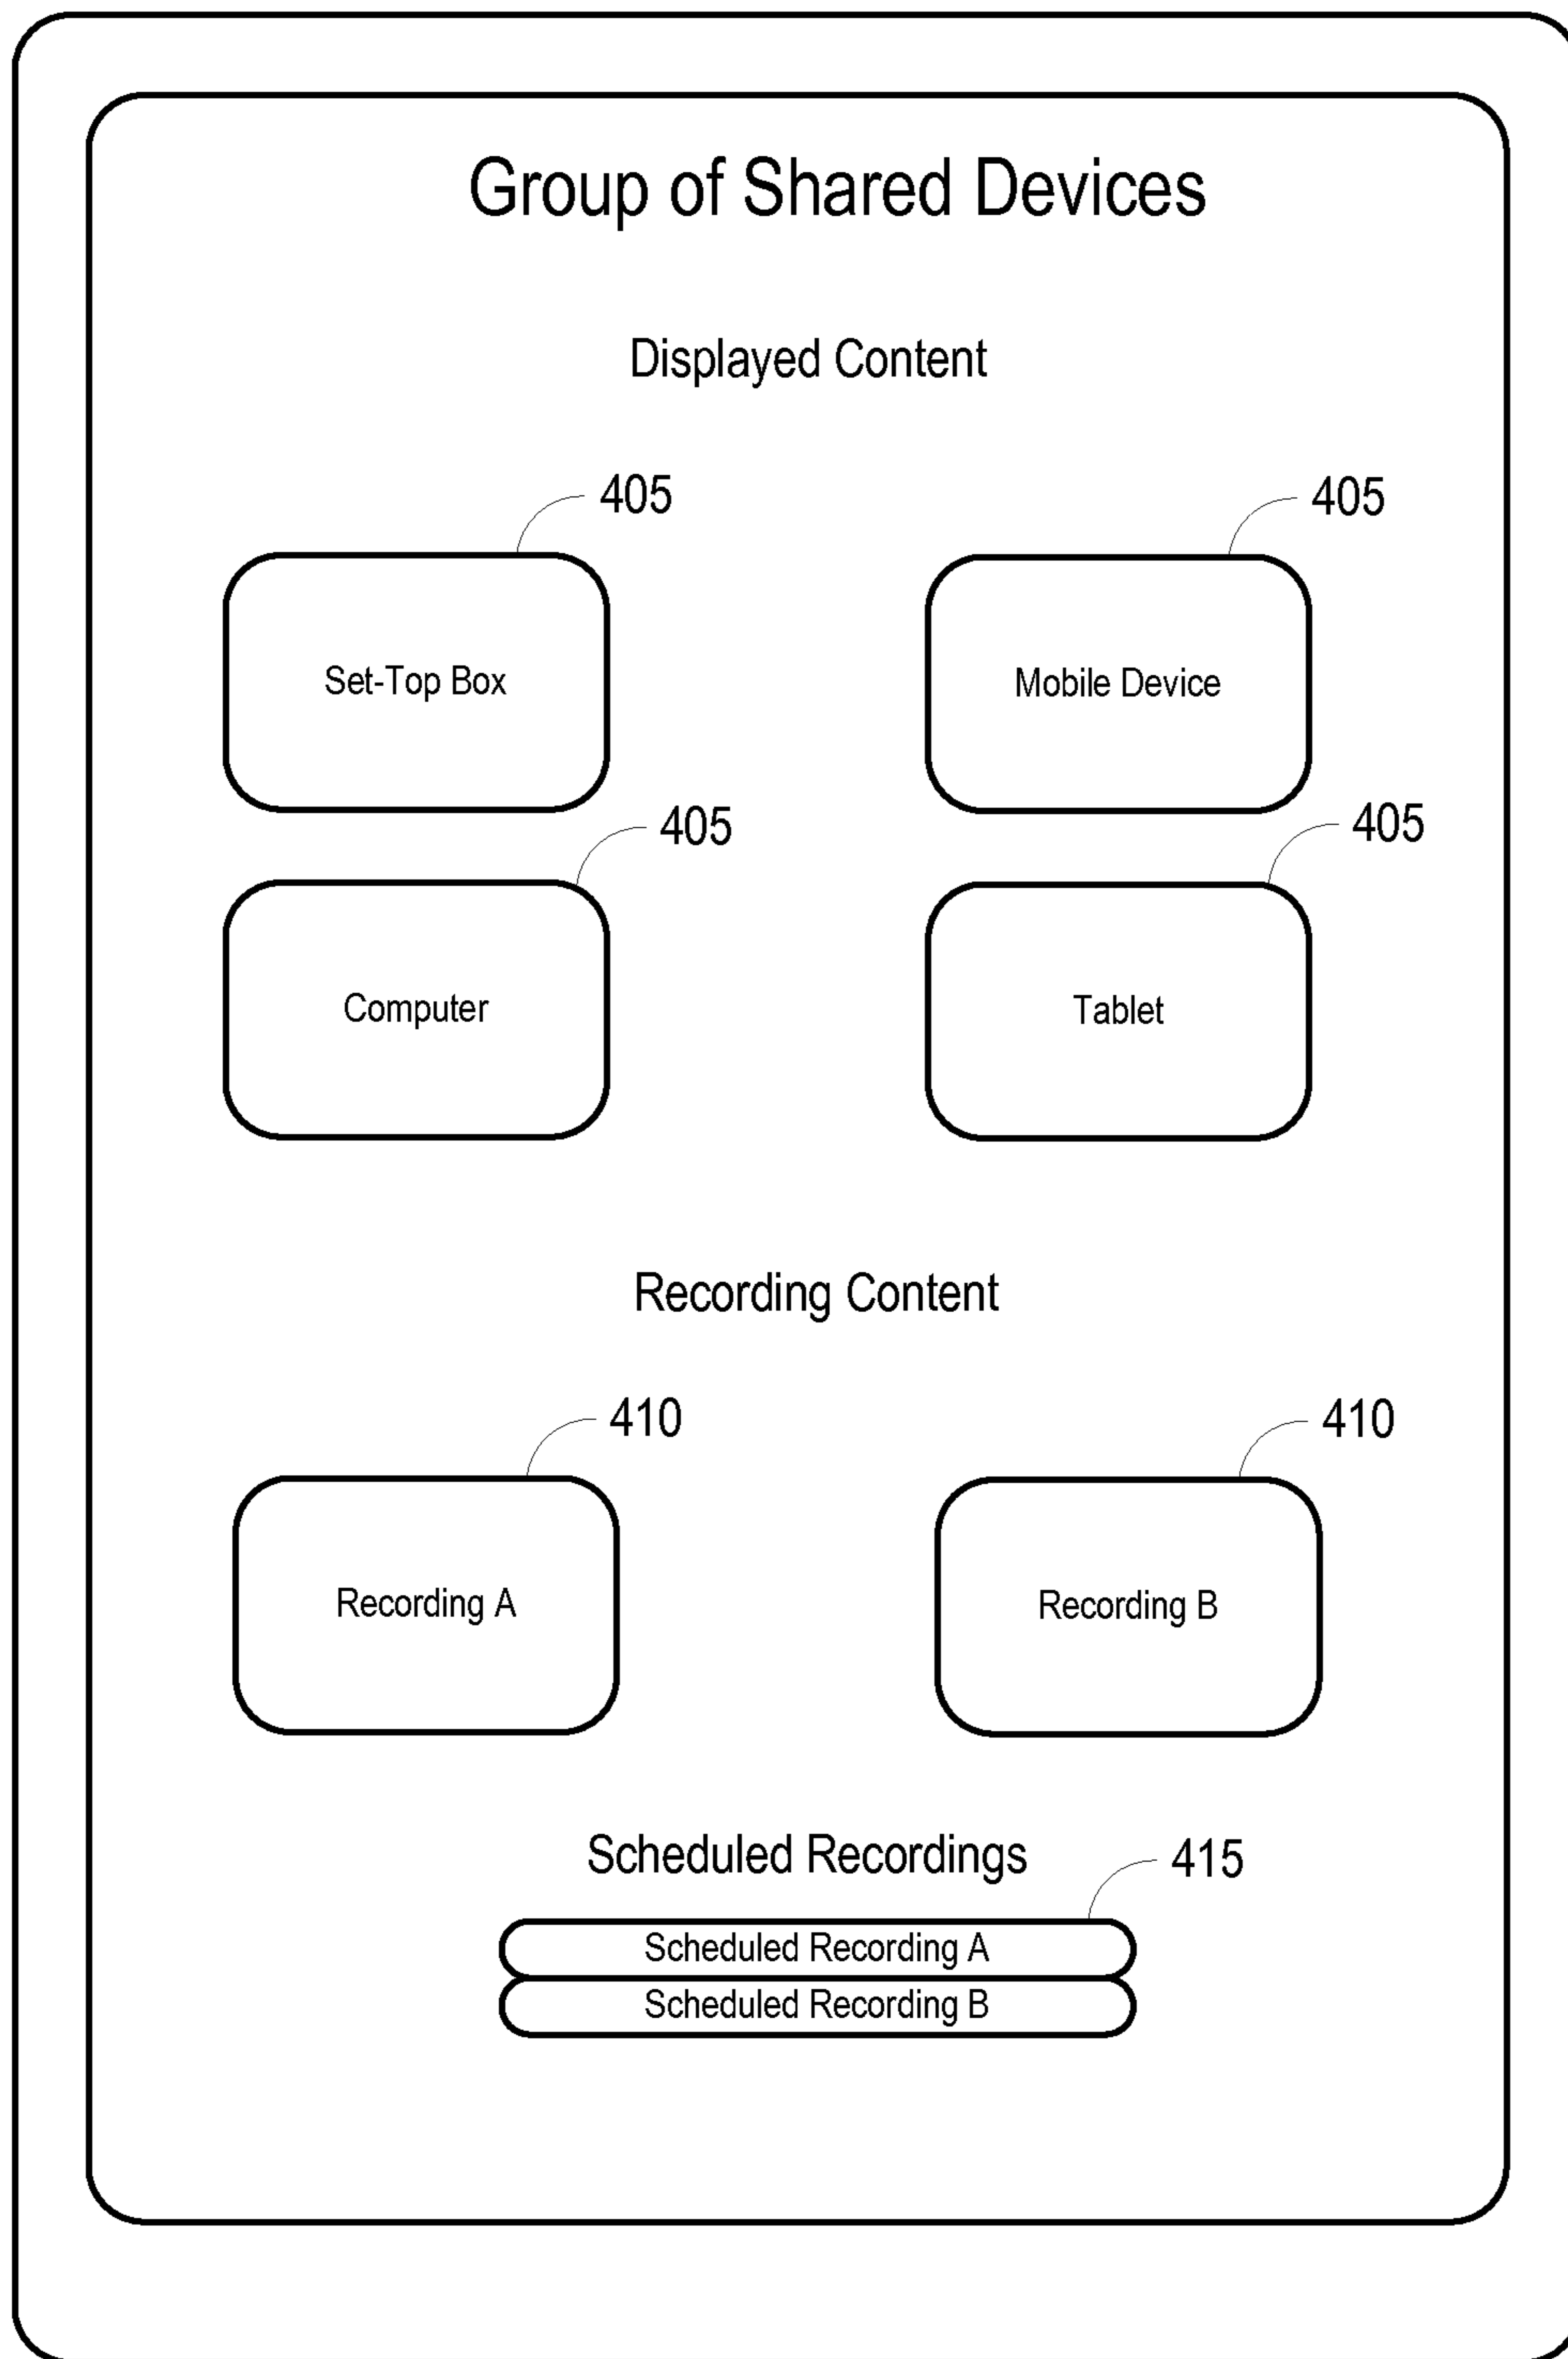 Group of Shared Devices
Displayed Content
405
405
Set-Top Box
Mobile Device
405
405
Computer
Tablet
Recording Content
410
410
Recording A
Recording B
Scheduled Recordings
415
Scheduled Recording A
Scheduled Recording B